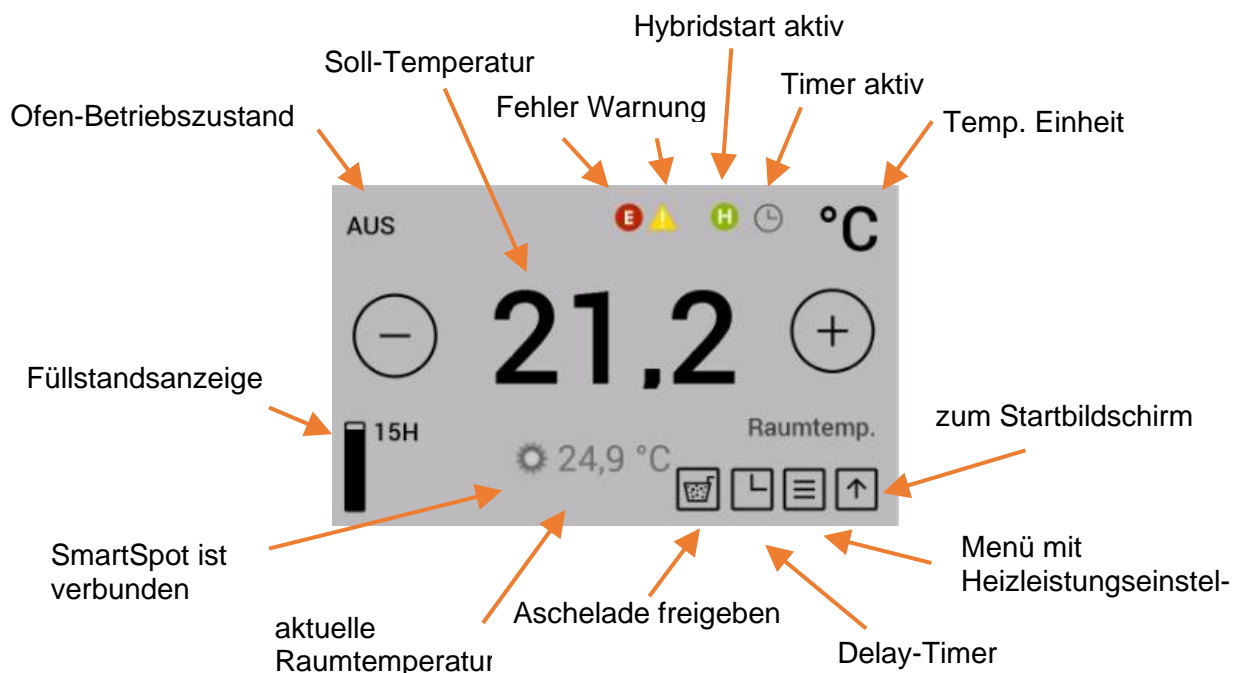 Hybridstart aktiv
Soll-Temperatur
Timer aktiv
Fehler Warnung
Ofen-Betriebszustand
Temp. Einheit
AUS
E
!
H
°C
−
21,2
+
Füllstandsanzeige
15H
Raumtemp.
zum Startbildschirm
24,9 °C
SmartSpot ist
verbunden
Menü mit
Heizleistungseinstel-
Aschelade freigeben
aktuelle
Raumtemperatur
Delay-Timer